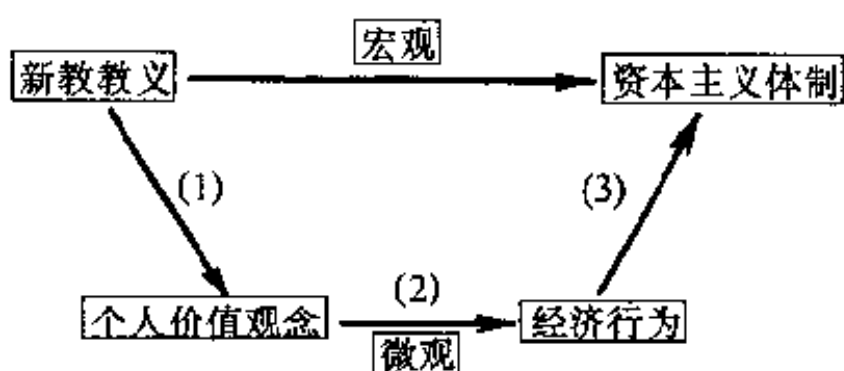 宏观
新教教义
资本主义体制
(1)
(3)
(2)
个人价值观念
经济行为
微观